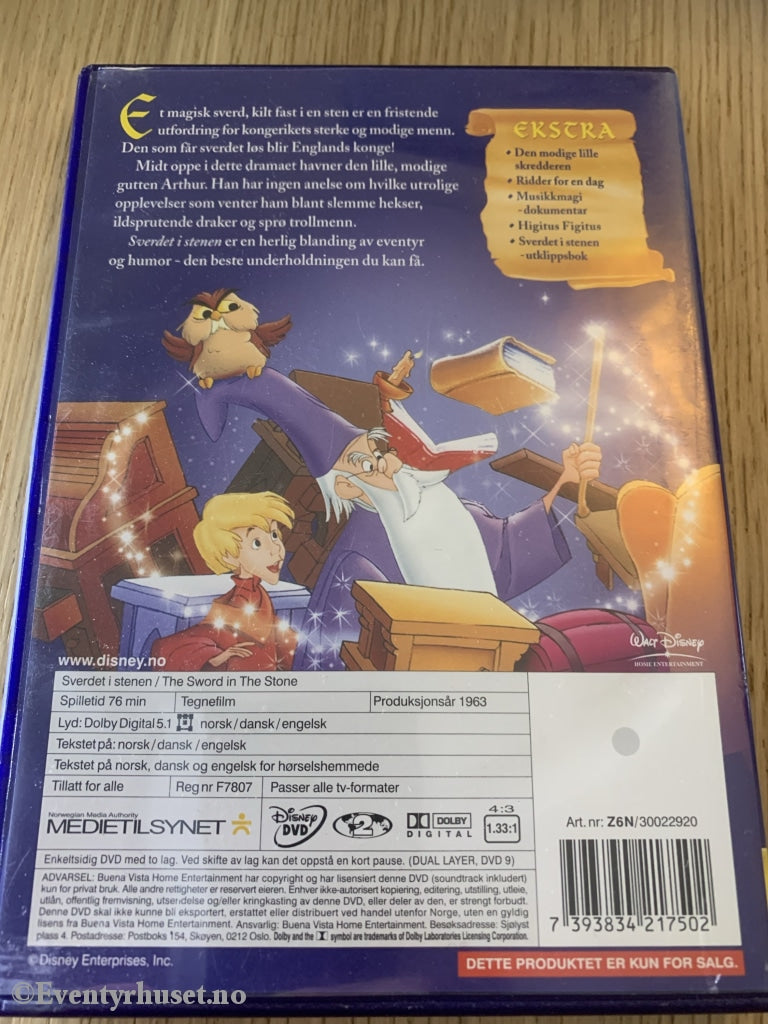 Et magisk sverd, kilt fast i en sten er en fristende
utfordring for kongerikets sterke og modige menn.
Den som får sverdet løs blir Englands konge!
Midt oppe i dette dramaet havner den lille, modige
gutten Arthur. Han har ingen anelse om hvilke utrolige
opplevelser som venter ham blant slemme hekser,
ildsprutende draker og sprø trollmenn.
Sverdet i stenen er en herlig blanding av eventyr
og humor - den beste underholdningen du kan få.
EKSTRA
• Den modige lille
skredderen
• Ridder for en dag
• Musikkmagi
- dokumentar
• Higitus Figitus
• Sverdet i stenen
- utklippsbok
www.disney.no
Walt Disney
HOME ENTERTAINMENT
Sverdet i stenen / The Sword in The Stone
Spilletid 76 min Tegnefilm Produksjonsår 1963
Lyd: Dolby Digital 5.1 norsk / dansk / engelsk
Tekstet på: norsk / dansk / engelsk
Tekstet på norsk, dansk og engelsk for hørselshemmede
Tillatt for alle Reg nr F7807 Passer alle tv-formater
Norwegian Media Authority
MEDIETILSYNET
Disney DVD
2
DOLBY DIGITAL
4:3
1.33:1
Art. nr: Z6N/30022920
Enkeltsidig DVD med to lag. Ved skifte av lag kan det oppstå en kort pause. (DUAL LAYER, DVD 9)
ADVARSEL: Buena Vista Home Entertainment har copyright og har lisensiert denne DVD (soundtrack inkludert)
kun for privat bruk. Alle andre rettigheter er reservert eieren. Enhver ikke-autorisert kopiering, editering, utstilling, utleie,
utlån, offentlig fremvisning, utsendelse og/eller kringkasting av denne DVD, eller deler av den, er strengt forbudt.
Denne DVD skal ikke kunne bli eksportert, erstattet eller distribuert ved handel utenfor Norge, uten en gyldig
lisens fra Buena Vista Home Entertainment. Ansvarlig: Buena Vista Home Entertainment. Besøksadresse: Sjølyst
plass 4. Postadresse: Postboks 154, Skøyen, 0212 Oslo. Dolby and the symbol are trademarks of Dolby Laboratories Licensing Corporation.
7 393834 217502
©Disney Enterprises, Inc.
DETTE PRODUKTET ER KUN FOR SALG.
©Eventyrhuset.no